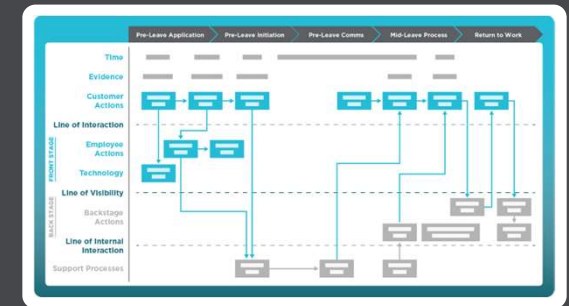 Pre-Leave Application
Pre-Leave Initiation
Pre-Leave Comms
Mid-Leave Process
Return to Work
Time
Evidence
Customer
Actions
Line of Interaction
FRONT STAGE
Employee
Actions
Technology
Line of Visibility
BACK STAGE
Backstage
Actions
Line of Internal
Interaction
Support Processes